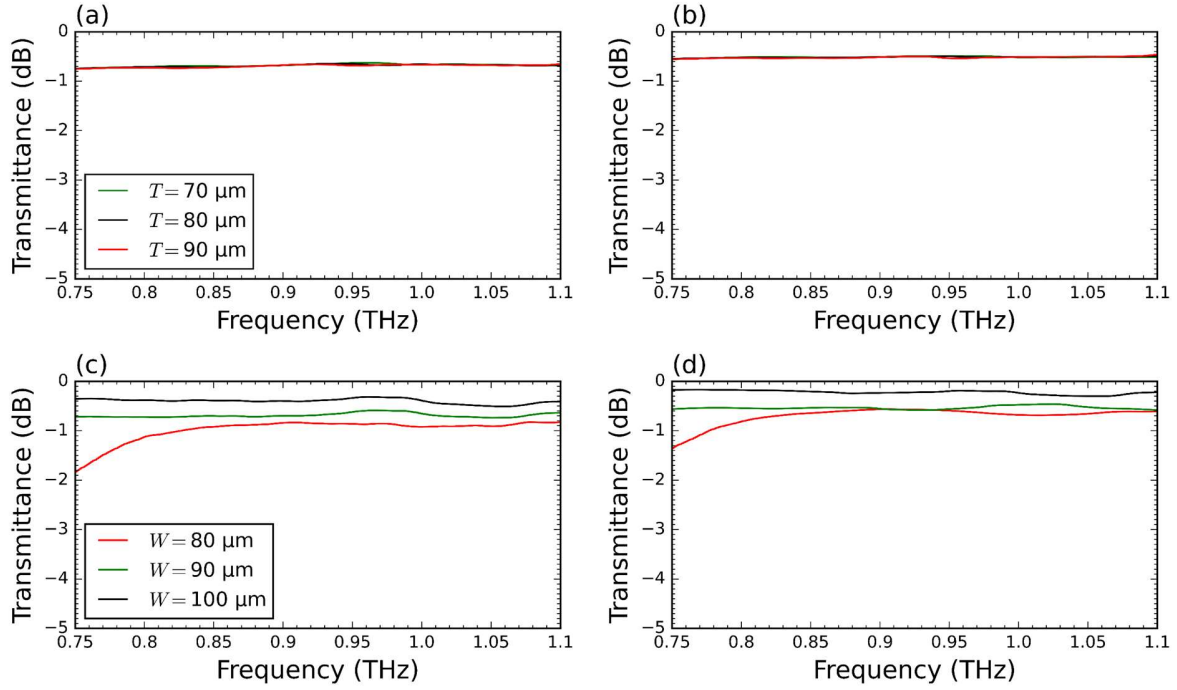 (a)
Transmittance (dB)
0
−1
−2
−3
−4
−5
T = 70 μm
T = 80 μm
T = 90 μm
0.75 0.8 0.85 0.9 0.95 1.0 1.05 1.1
Frequency (THz)
(b)
Transmittance (dB)
0
−1
−2
−3
−4
−5
0.75 0.8 0.85 0.9 0.95 1.0 1.05 1.1
Frequency (THz)
(c)
Transmittance (dB)
0
−1
−2
−3
−4
−5
W = 80 μm
W = 90 μm
W = 100 μm
0.75 0.8 0.85 0.9 0.95 1.0 1.05 1.1
Frequency (THz)
(d)
Transmittance (dB)
0
−1
−2
−3
−4
−5
0.75 0.8 0.85 0.9 0.95 1.0 1.05 1.1
Frequency (THz)